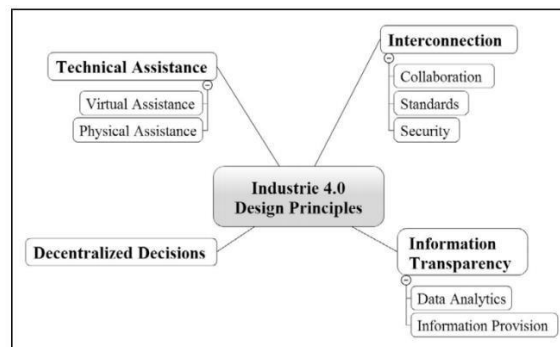 Technical Assistance
Virtual Assistance
Physical Assistance
Interconnection
Collaboration
Standards
Security
Industrie 4.0
Design Principles
Decentralized Decisions
Information
Transparency
Data Analytics
Information Provision